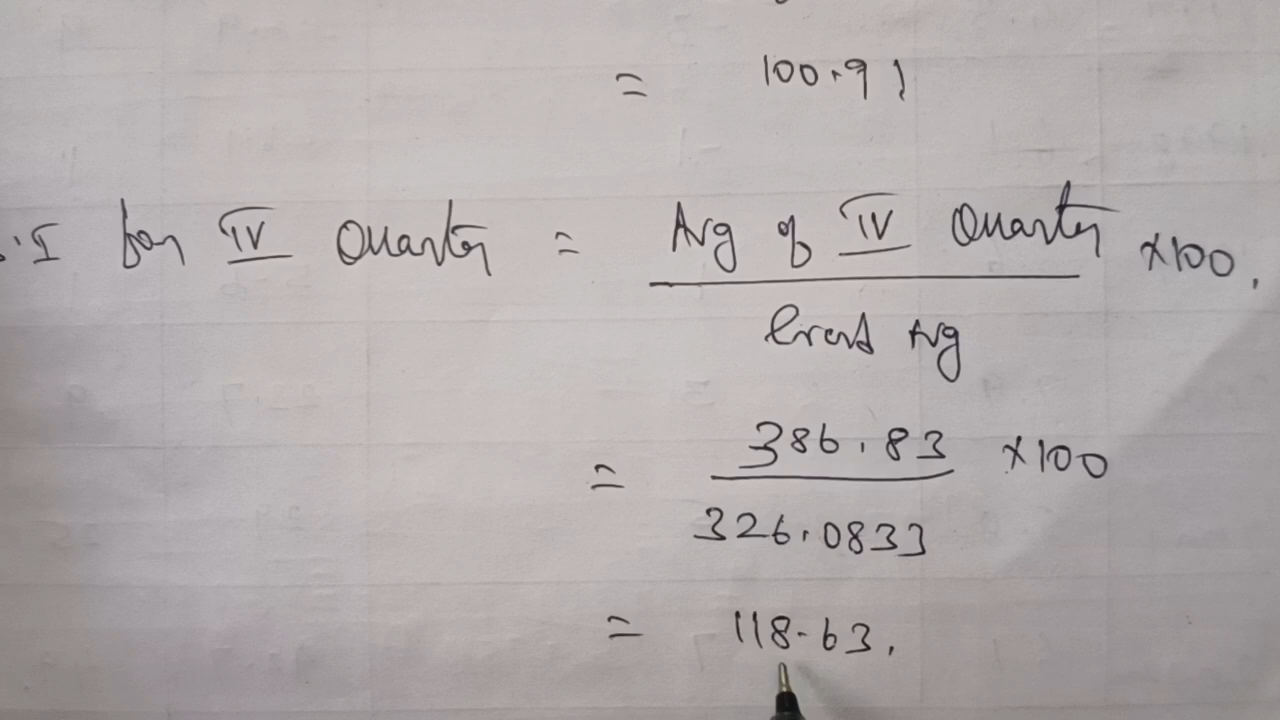 = 100.91
.I for IV Quarter = Avg of IV Quarter ×100.
Grand Avg
= 386.83 ×100
326.0833
= 118.63.